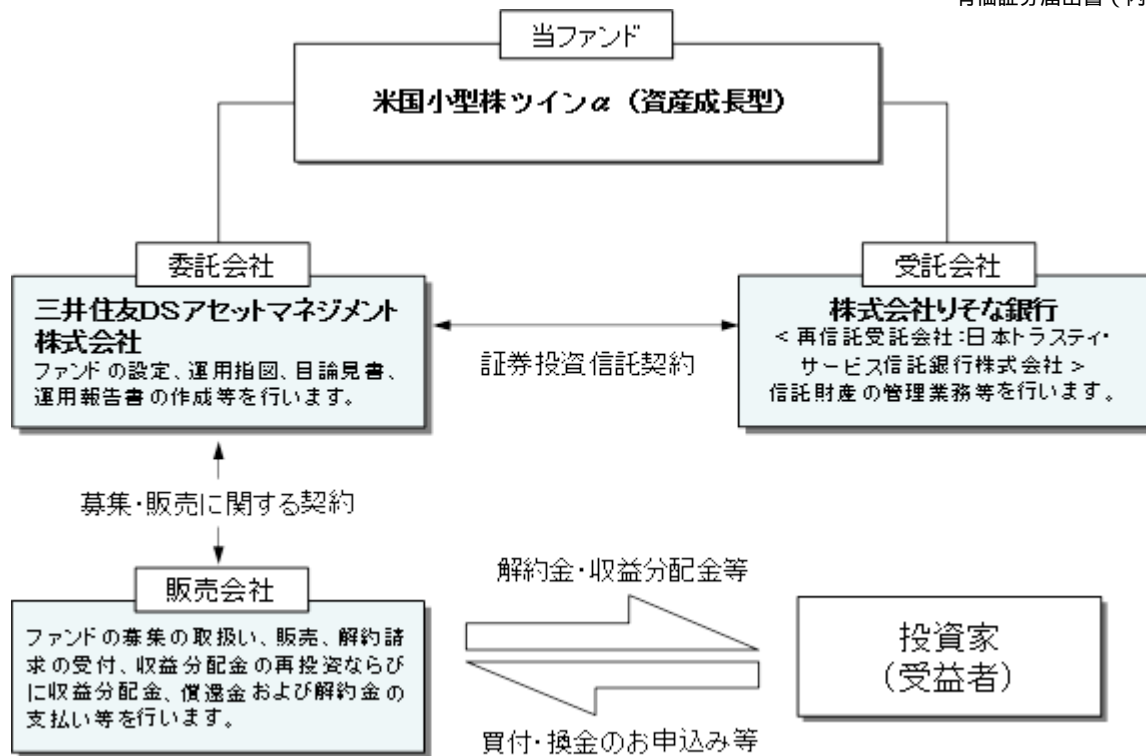 有価証券届出書（内
当ファンド
米国小型株ツインα（資産成長型）
委託会社
三井住友DSアセットマネジメント
株式会社
ファンドの設定、運用指図、目論見書、
運用報告書の作成等を行います。
証券投資信託契約
受託会社
株式会社りそな銀行
＜再信託受託会社：日本トラスティ・
サービス信託銀行株式会社＞
信託財産の管理業務等を行います。
募集・販売に関する契約
販売会社
ファンドの募集の取扱い、販売、解約請
求の受付、収益分配金の再投資ならび
に収益分配金、償還金および解約金の
支払い等を行います。
解約金・収益分配金等
買付・換金のお申込み等
投資家
（受益者）